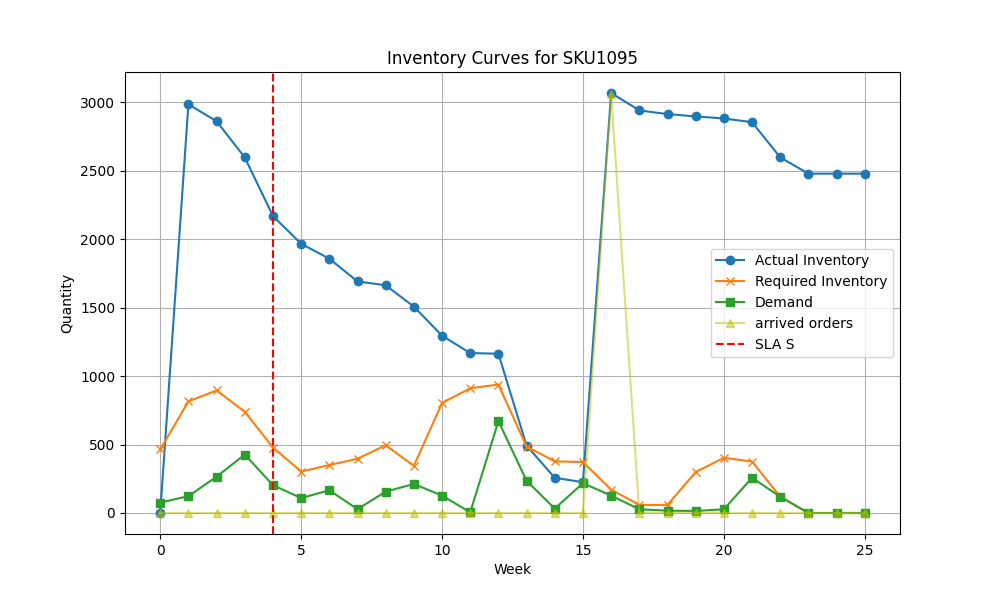 Inventory Curves for SKU1095
Quantity
3000
2500
2000
1500
1000
500
0
Actual Inventory
Required Inventory
Demand
arrived orders
SLA S
0 5 10 15 20 25
Week